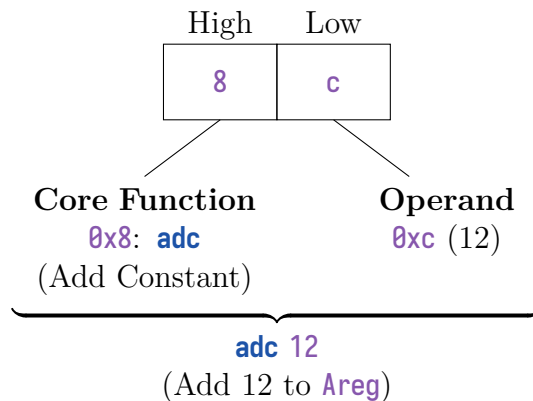 High Low
8 c
Core Function Operand
0x8: adc 0xc (12)
(Add Constant)
adc 12
(Add 12 to Areg)